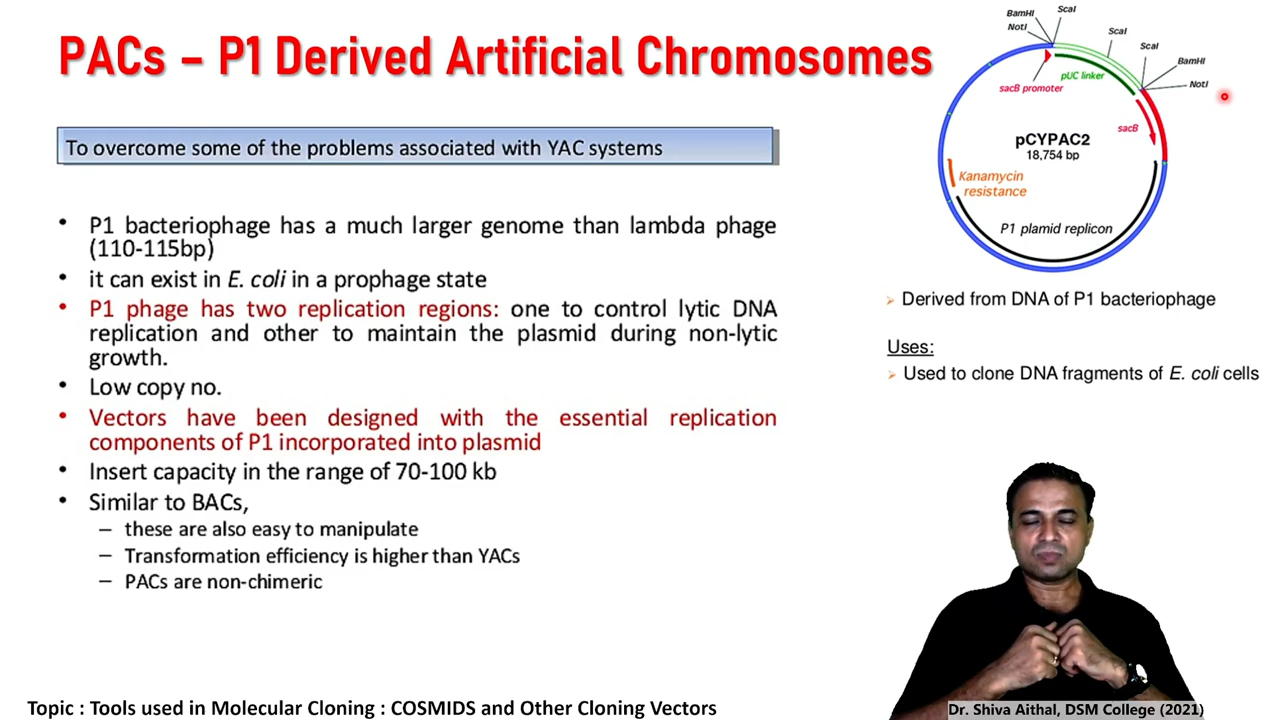 PACs – P1 Derived Artificial Chromosomes
To overcome some of the problems associated with YAC systems
• P1 bacteriophage has a much larger genome than lambda phage
(110-115bp)
• it can exist in E. coli in a prophage state
• P1 phage has two replication regions: one to control lytic DNA
replication and other to maintain the plasmid during non-lytic
growth.
• Low copy no.
• Vectors have been designed with the essential replication
components of P1 incorporated into plasmid
• Insert capacity in the range of 70-100 kb
• Similar to BACs,
– these are also easy to manipulate
– Transformation efficiency is higher than YACs
– PACs are non-chimeric
BamHI
ScaI
NotI
ScaI
ScaI
BamHI
NotI
pUC linker
sacB promoter
sacB
pCYPAC2
18,754 bp
Kanamycin
resistance
P1 plamid replicon
Derived from DNA of P1 bacteriophage
Uses:
Used to clone DNA fragments of E. coli cells
Topic : Tools used in Molecular Cloning : COSMIDS and Other Cloning Vectors
Dr. Shiva Aithal, DSM College (2021)